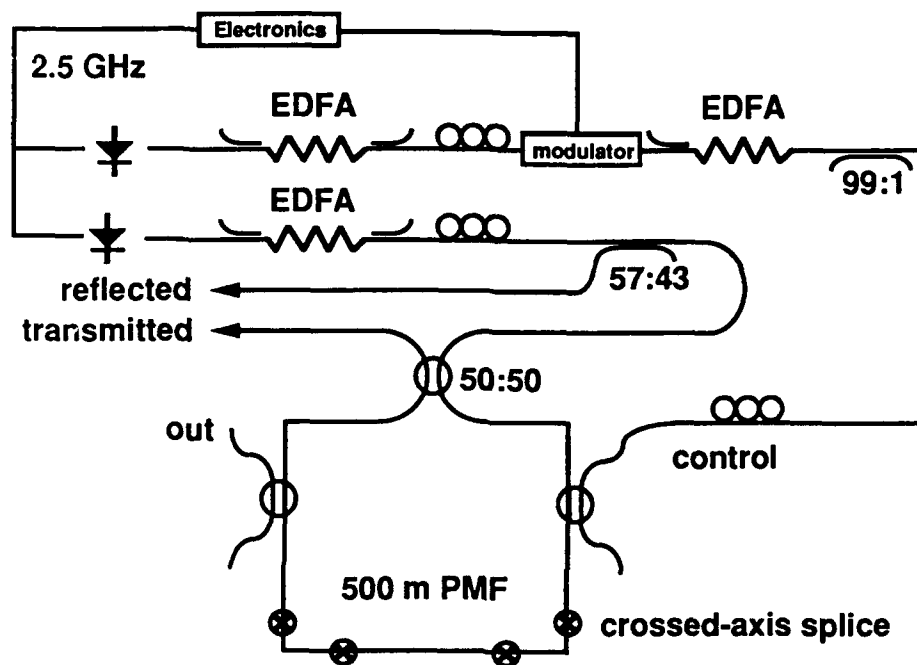 Electronics
2.5 GHz
EDFA
EDFA
modulator
99:1
EDFA
57:43
reflected
transmitted
50:50
out
control
500 m PMF
crossed-axis splice